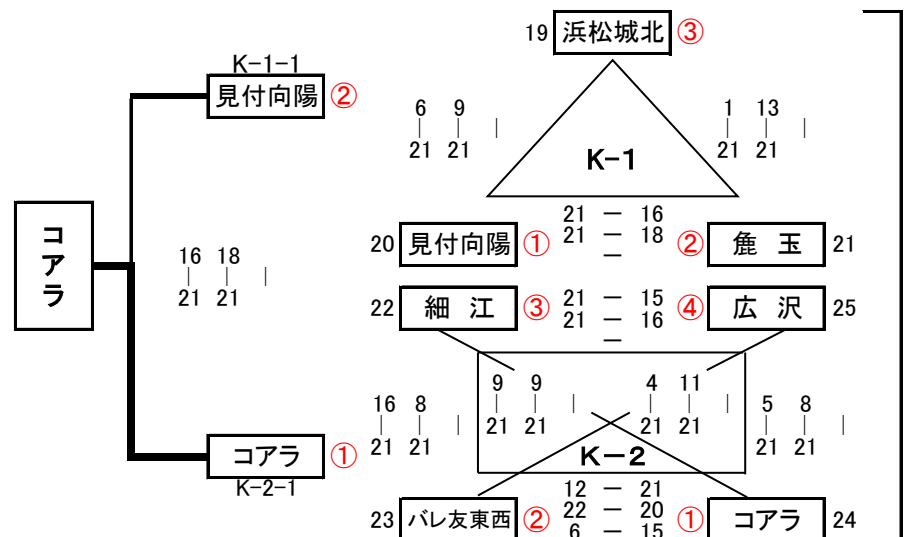 19 浜松城北 ③
K-1-1
見付向陽 ②
6 9
| | |
21 21
1 13
| | |
21 21
K-1
コアラ
16 18
| | |
21 21
21 － 16
21 － 18
－
20 見付向陽 ①
② 麁 玉 21
22 細 江 ③
21 － 15
21 － 16
－
④ 広 沢 25
16 8
| | |
21 21
9 9
| | |
21 21
4 11
| | |
21 21
5 8
| | |
21 21
コアラ ①
K-2-1
K-2
12 － 21
22 － 20
6 － 15
23 バレ友東西 ②
① コアラ 24